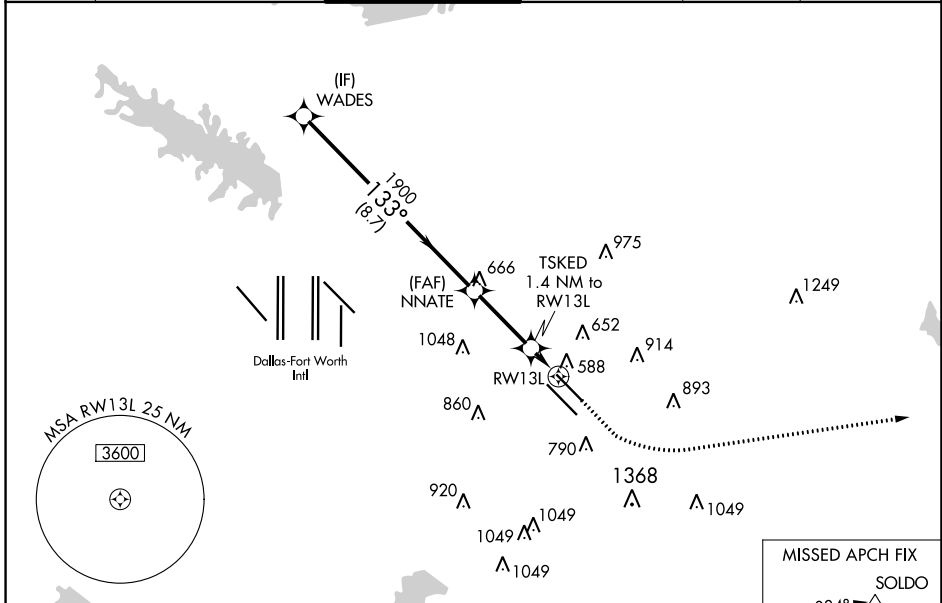 (IF)
WADES
1900
133°
(8.7)
975
(FAF)
NNATE
666
TSKED
1.4 NM to
RW13L
1249
652
1048
914
588
RW13L
Dallas-Fort Worth
Intl
893
860
MSA RW13L 25 NM
3600
790
1368
920
1049
1049
1049
1049
MISSED APCH FIX
SOLDO